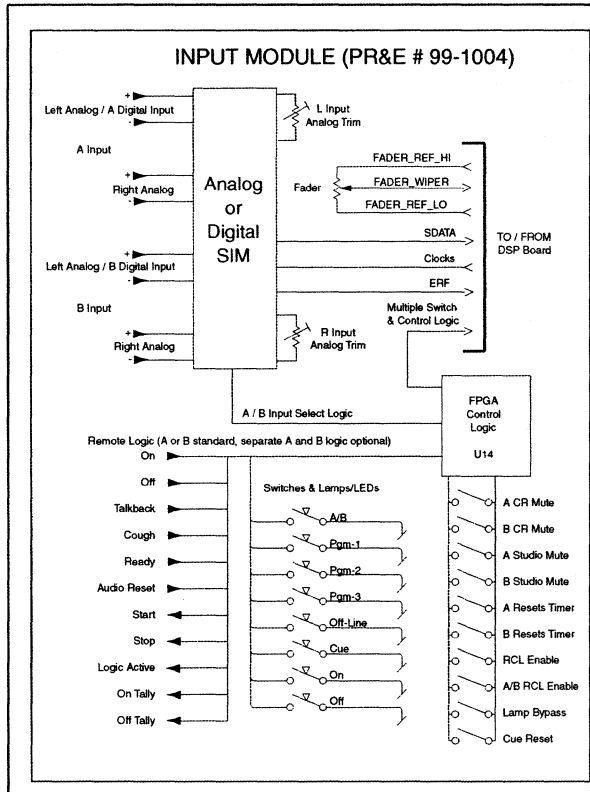 INPUT MODULE (PR&E # 99-1004)
+
Left Analog / A Digital Input
-
A Input
+
Right Analog
-
+
Left Analog / B Digital Input
-
B Input
+
Right Analog
-
Analog
or
Digital
SIM
L Input
Analog Trim
R Input
Analog Trim
Fader
FADER_REF_HI
FADER_WIPER
FADER_REF_LO
SDATA
Clocks
ERF
Multiple Switch
& Control Logic
TO / FROM
DSP Board
A / B Input Select Logic
FPGA
Control
Logic
U14
Remote Logic (A or B standard, separate A and B logic optional)
On
Off
Talkback
Cough
Ready
Audio Reset
Start
Stop
Logic Active
On Tally
Off Tally
Switches & Lamps/LEDs
A/B
Pgm-1
Pgm-2
Pgm-3
Off-Line
Cue
On
Off
A CR Mute
B CR Mute
A Studio Mute
B Studio Mute
A Resets Timer
B Resets Timer
RCL Enable
A/B RCL Enable
Lamp Bypass
Cue Reset